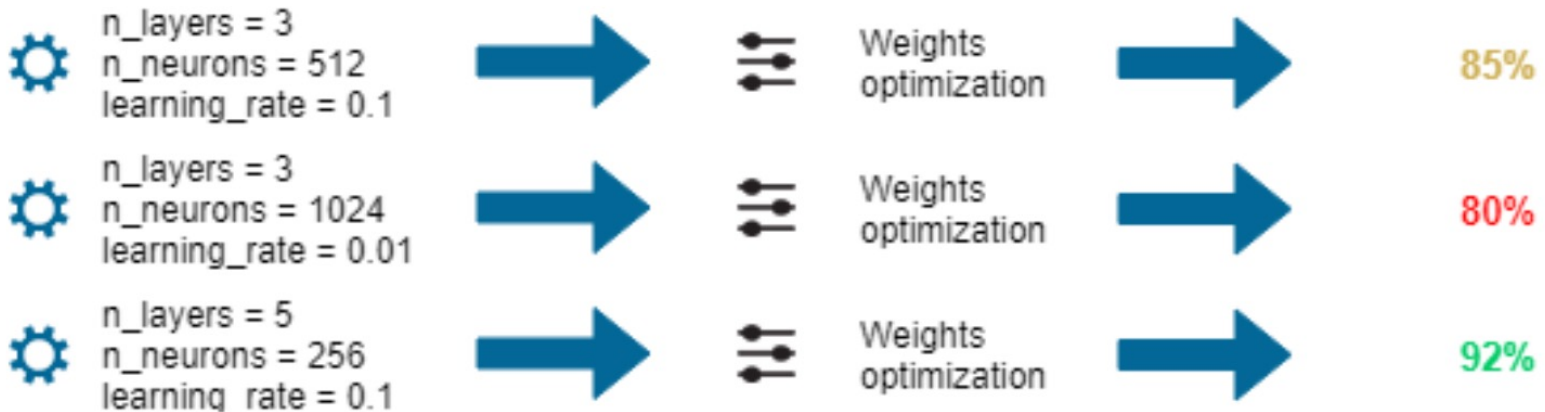 n_layers = 3
n_neurons = 512
learning_rate = 0.1
Weights
optimization
85%
n_layers = 3
n_neurons = 1024
learning_rate = 0.01
Weights
optimization
80%
n_layers = 5
n_neurons = 256
learning_rate = 0.1
Weights
optimization
92%